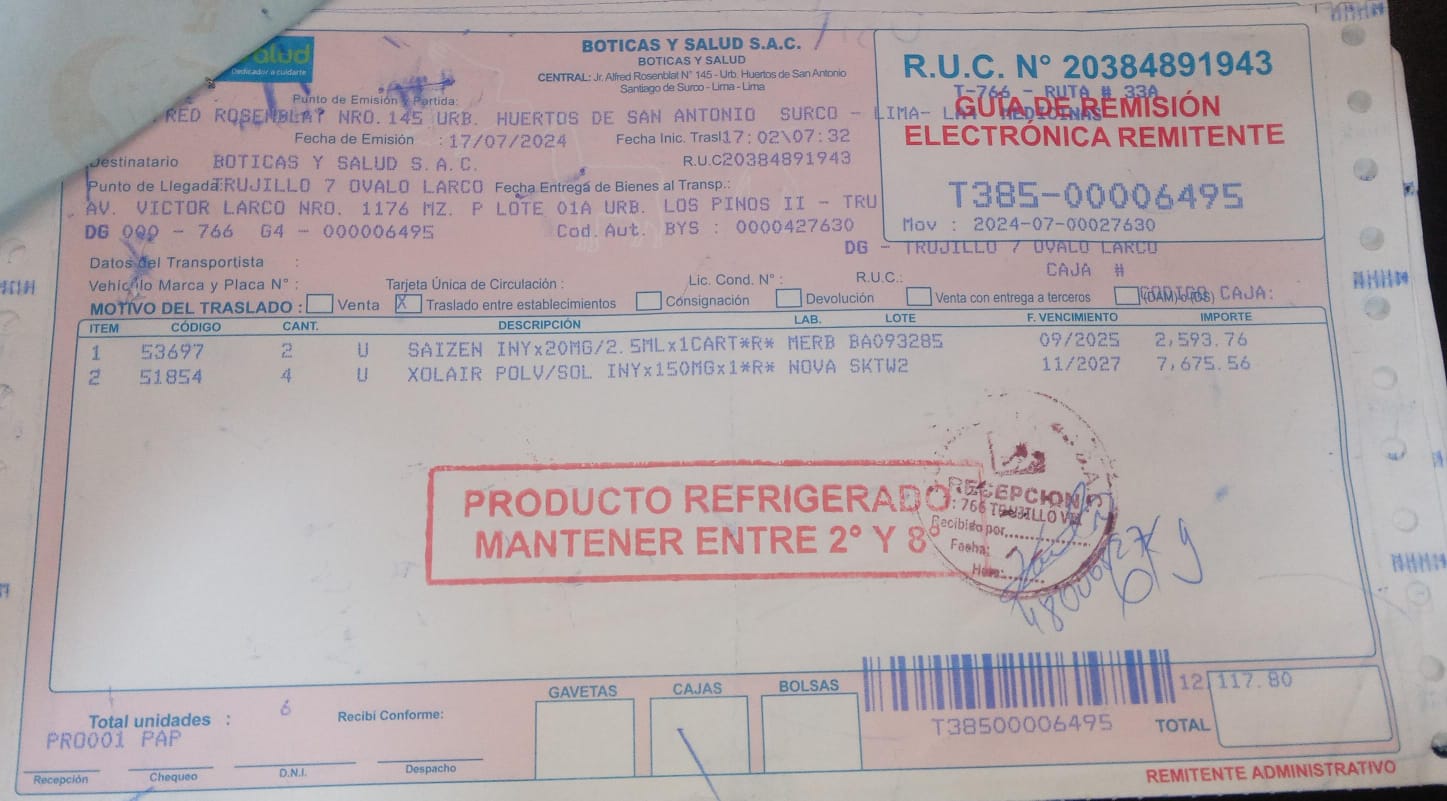 alud
Dedicados a cuidarte
BOTICAS Y SALUD S.A.C.
BOTICAS Y SALUD
CENTRAL: Jr. Alfred Rosenblat N° 145 - Urb. Huertos de San Antonio
Santiago de Surco - Lima - Lima
R.U.C. N° 20384891943
T-766 - RUTA # 33A
GUÍA DE REMISIÓN
ELECTRÓNICA REMITENTE
T385-00006495
Mov : 2024-07-00027630
Punto de Emisión y Partida:
RED ROSENBLAT NRO. 145 URB. HUERTOS DE SAN ANTONIO SURCO - LIMA- MEDICINAS
Fecha de Emisión : 17/07/2024 Fecha Inic. Trasl 17:02\07:32
Destinatario BOTICAS Y SALUD S.A.C. R.U.C 20384891943
Punto de Llegada: TRUJILLO 7 OVALO LARCO Fecha Entrega de Bienes al Transp.:
AV. VICTOR LARCO NRO. 1176 MZ. P LOTE 01A URB. LOS PINOS II - TRU
DG 000 - 766 G4 - 000006495 Cod. Aut. BYS : 0000427630
DG - TRUJILLO 7 OVALO LARCO
Datos del Transportista :
CAJA #
Vehículo Marca y Placa N° : Tarjeta Única de Circulación : Lic. Cond. N° : R.U.C.:
CODIGO CAJA:
MOTIVO DEL TRASLADO : Venta X Traslado entre establecimientos Consignación Devolución Venta con entrega a terceros
ITEM CÓDIGO CANT. DESCRIPCIÓN LAB. LOTE F. VENCIMIENTO IMPORTE
1 53697 2 U SAIZEN INYx20MG/2.5MLx1CART*R* MERB BA093285 09/2025 2,593.76
2 51854 4 U XOLAIR POLV/SOL INYx150MGx1*R* NOVA SKTW2 11/2027 7,675.56
PRODUCTO REFRIGERADO
MANTENER ENTRE 2° Y 8°
RECEPCION
: 766 TRUJILLO
Recibido por
Fecha:
Hora:
GAVETAS CAJAS BOLSAS
Total unidades : 6 Recibí Conforme:
12,117.80
T38500006495 TOTAL
PRO001 PAP
Recepción Chequeo D.N.I. Despacho
REMITENTE ADMINISTRATIVO